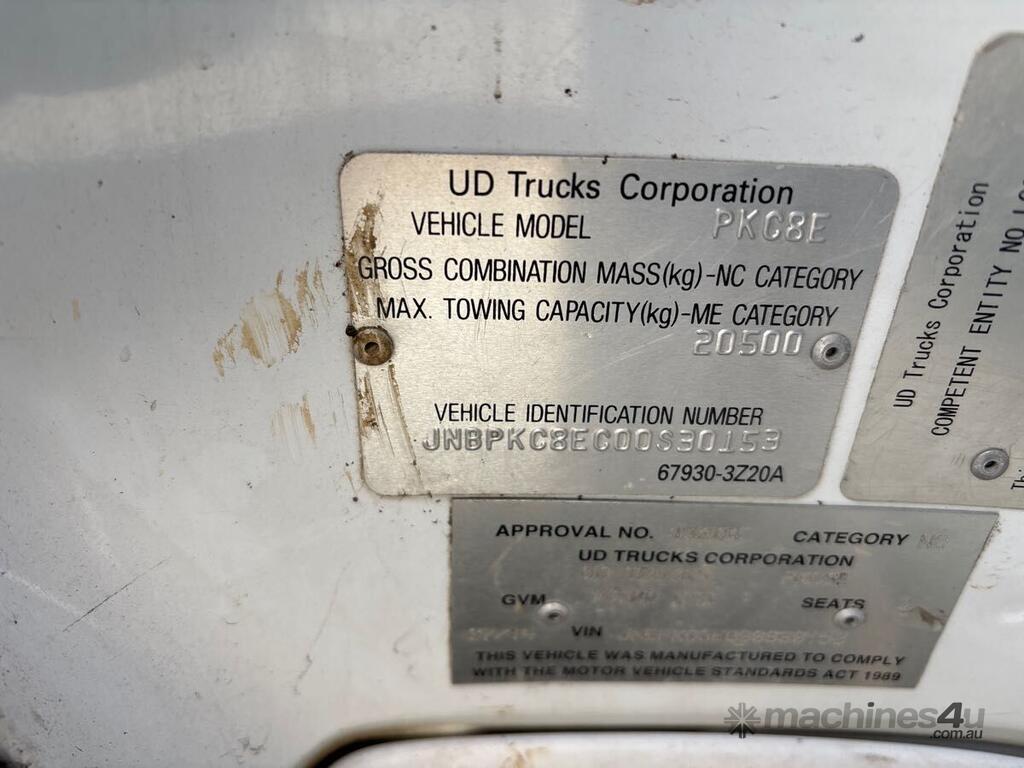 UD Trucks Corporation
VEHICLE MODEL PKC8E
GROSS COMBINATION MASS(kg)-NC CATEGORY
MAX. TOWING CAPACITY(kg)-ME CATEGORY
20500
VEHICLE IDENTIFICATION NUMBER
JNBPKC8EC00S30153
67930-3Z20A
UD Trucks Corporation
COMPETENT ENTITY NO.
APPROVAL NO. CATEGORY
UD TRUCKS CORPORATION
GVM SEATS
VIN
THIS VEHICLE WAS MANUFACTURED TO COMPLY
WITH THE MOTOR VEHICLE STANDARDS ACT 1989
machines4u
.com.au